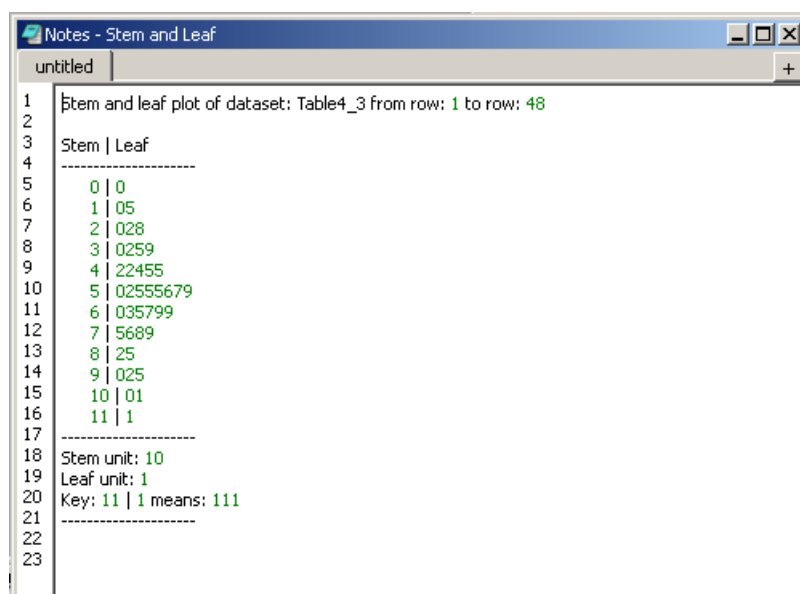 Notes - Stem and Leaf
untitled
+
1 Stem and leaf plot of dataset: Table4_3 from row: 1 to row: 48
2
3 Stem | Leaf
4 ---------------------
5 0 | 0
6 1 | 05
7 2 | 028
8 3 | 0259
9 4 | 22455
10 5 | 02555679
11 6 | 035799
12 7 | 5689
13 8 | 25
14 9 | 025
15 10 | 01
16 11 | 1
17 ---------------------
18 Stem unit: 10
19 Leaf unit: 1
20 Key: 11 | 1 means: 111
21 ---------------------
22
23